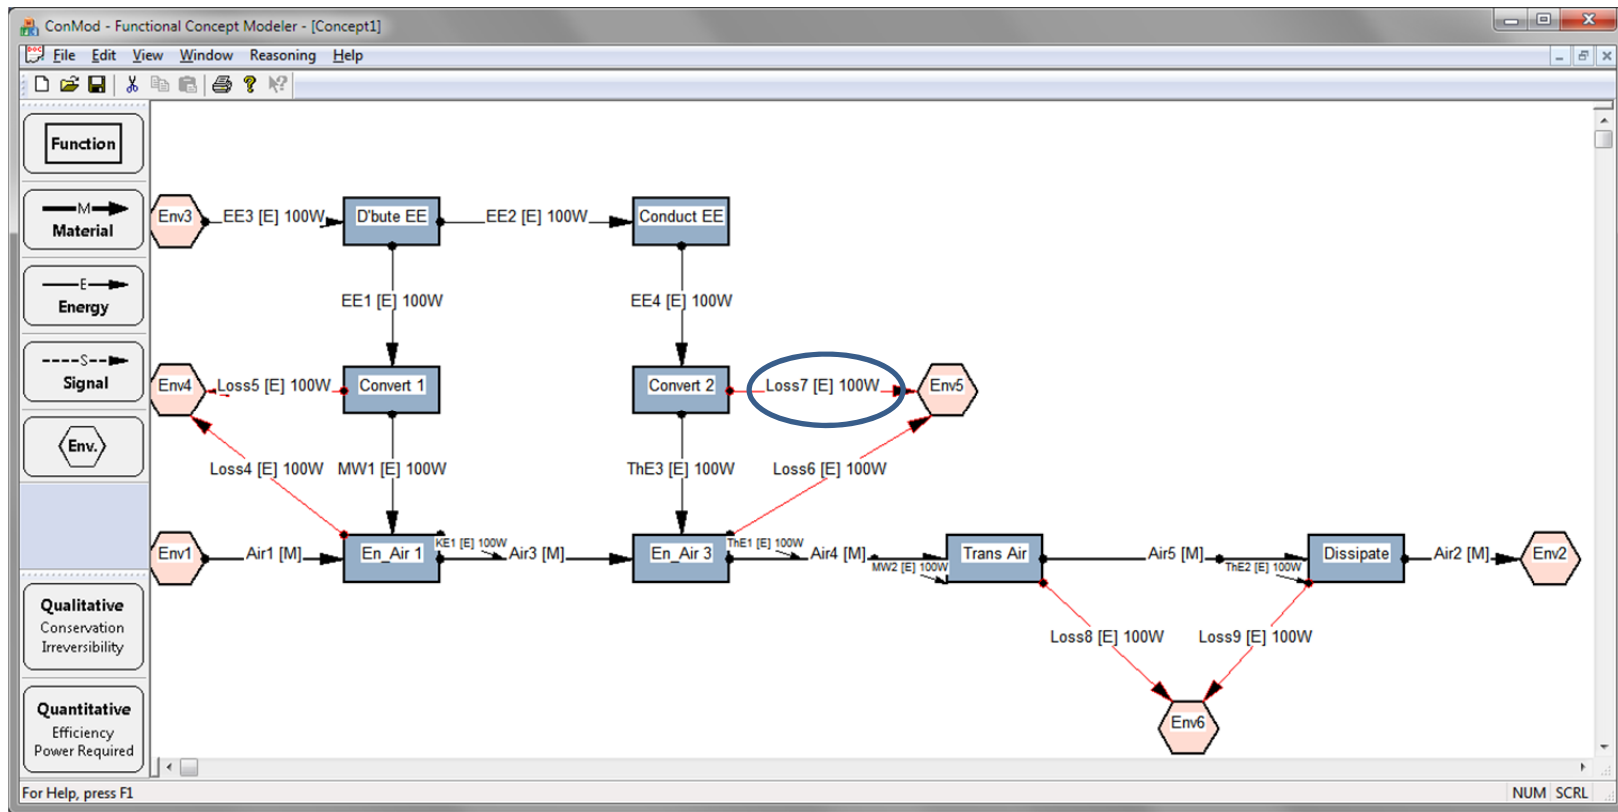 ConMod - Functional Concept Modeler - [Concept1]
File Edit View Window Reasoning Help
Function
M
Material
E
Energy
S
Signal
Env.
Qualitative
Conservation
Irreversibility
Quantitative
Efficiency
Power Required
Env3 EE3 [E] 100W D'bute EE EE2 [E] 100W Conduct EE
EE1 [E] 100W EE4 [E] 100W
Env4 Loss5 [E] 100W Convert 1 Convert 2 Loss7 [E] 100W Env5
Loss4 [E] 100W MW1 [E] 100W ThE3 [E] 100W Loss6 [E] 100W
KE1 [E] 100W ThE1 [E] 100W
Env1 Air1 [M] En_Air 1 Air3 [M] En_Air 3 Air4 [M] Trans Air Air5 [M] Dissipate Air2 [M] Env2
MW2 [E] 100W ThE2 [E] 100W
Loss8 [E] 100W Loss9 [E] 100W
Env6
For Help, press F1 NUM SCRL